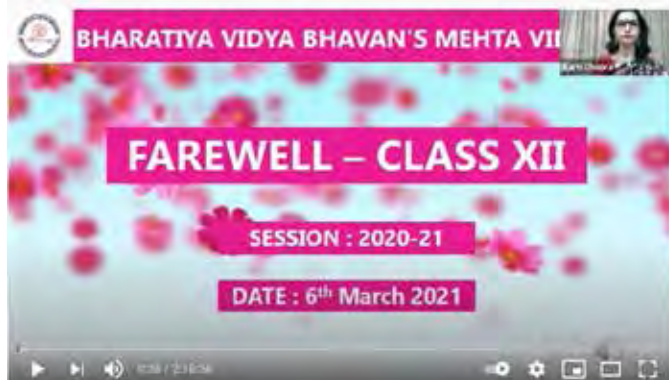 BHARATIYA VIDYA BHAVAN'S MEHTA VI
FAREWELL – CLASS XII
SESSION : 2020-21
DATE : 6th March 2021